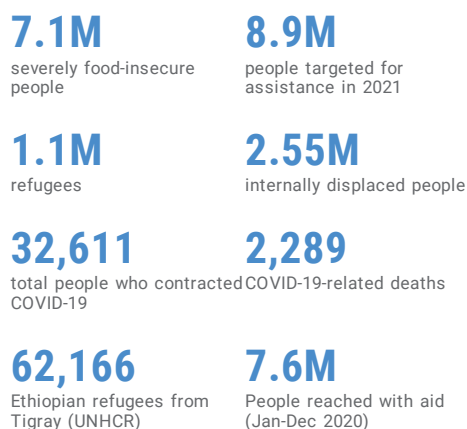 7.1M
severely food-insecure
people
8.9M
people targeted for
assistance in 2021
1.1M
refugees
2.55M
internally displaced people
32,611
total people who contracted
COVID-19
2,289
COVID-19-related deaths
62,166
Ethiopian refugees from
Tigray (UNHCR)
7.6M
People reached with aid
(Jan-Dec 2020)